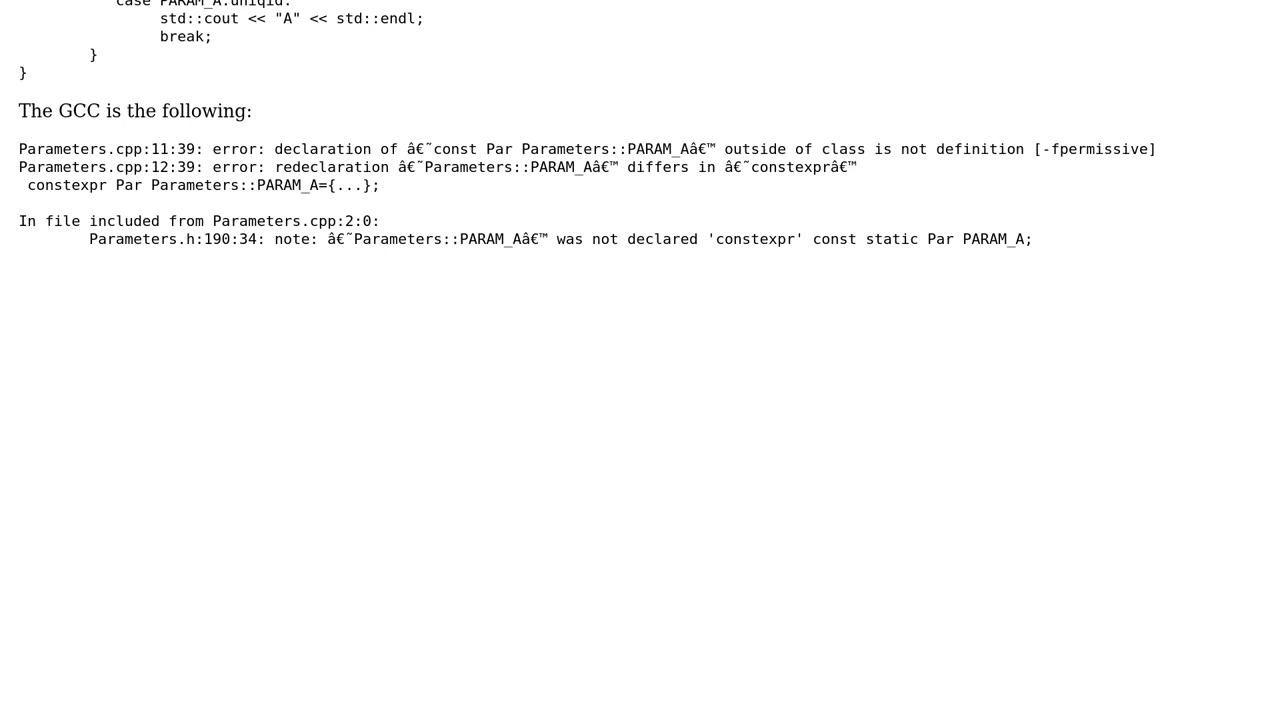 case PARAM_A.uniqid:
std::cout << "A" << std::endl;
break;
}
}
The GCC is the following:
Parameters.cpp:11:39: error: declaration of â€˜const Par Parameters::PARAM_Aâ€™ outside of class is not definition [-fpermissive]
Parameters.cpp:12:39: error: redeclaration â€˜Parameters::PARAM_Aâ€™ differs in â€˜constexprâ€™
constexpr Par Parameters::PARAM_A={...};
In file included from Parameters.cpp:2:0:
Parameters.h:190:34: note: â€˜Parameters::PARAM_Aâ€™ was not declared 'constexpr' const static Par PARAM_A;